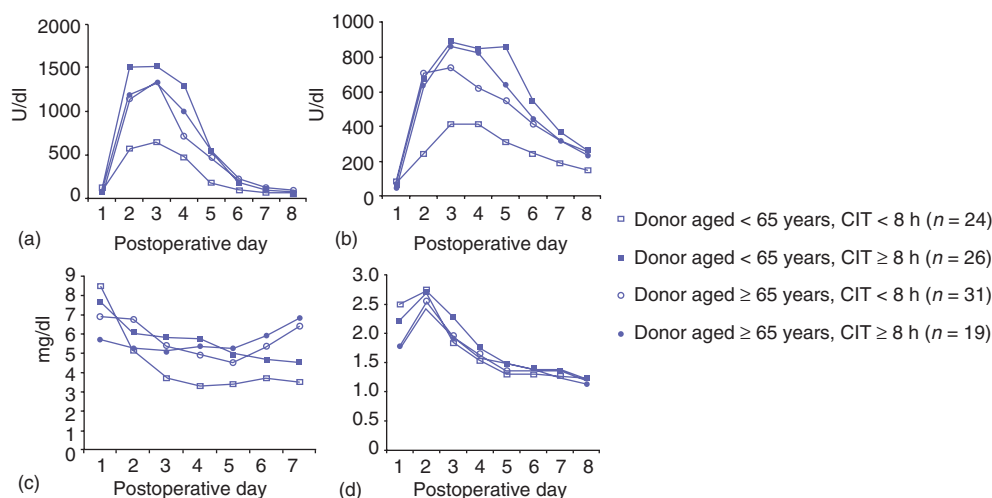 2000
1500
1000
500
0
U/dl
1 2 3 4 5 6 7 8
(a)
Postoperative day
1000
800
600
400
200
0
U/dl
1 2 3 4 5 6 7 8
(b)
Postoperative day
9
8
7
6
5
4
3
2
1
0
mg/dl
1 2 3 4 5 6 7
(c)
Postoperative day
3.0
2.5
2.0
1.5
1.0
0.5
0
1 2 3 4 5 6 7 8
(d)
Postoperative day
Donor aged < 65 years, CIT < 8 h (n = 24)
Donor aged < 65 years, CIT ≥ 8 h (n = 26)
Donor aged ≥ 65 years, CIT < 8 h (n = 31)
Donor aged ≥ 65 years, CIT ≥ 8 h (n = 19)